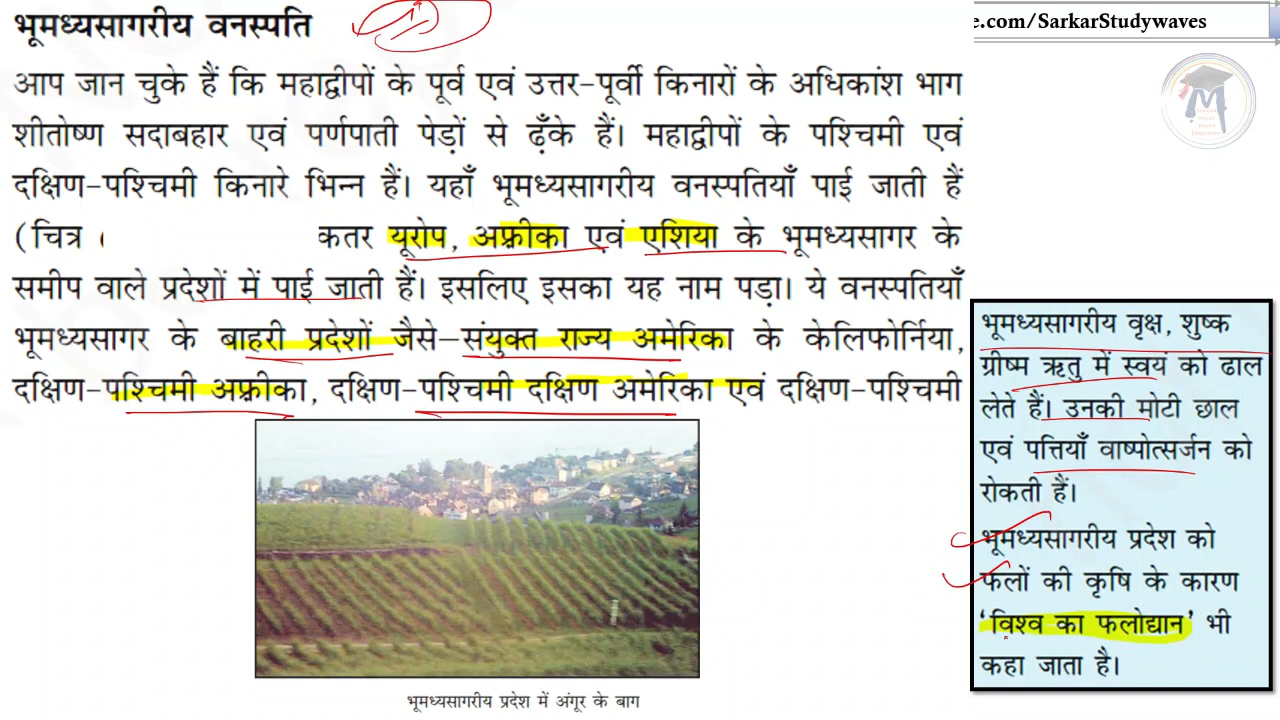 भूमध्यसागरीय वनस्पति
e.com/SarkarStudywaves
आप जान चुके हैं कि महाद्वीपों के पूर्व एवं उत्तर-पूर्वी किनारों के अधिकांश भाग
शीतोष्ण सदाबहार एवं पर्णपाती पेड़ों से ढ़ँके हैं। महाद्वीपों के पश्चिमी एवं
दक्षिण-पश्चिमी किनारे भिन्न हैं। यहाँ भूमध्यसागरीय वनस्पतियाँ पाई जाती हैं
(चित्र कतर यूरोप, अफ़्रीका एवं एशिया के भूमध्यसागर के
समीप वाले प्रदेशों में पाई जाती हैं। इसलिए इसका यह नाम पड़ा। ये वनस्पतियाँ
भूमध्यसागर के बाहरी प्रदेशों जैसे-संयुक्त राज्य अमेरिका के केलिफोर्निया,
दक्षिण-पश्चिमी अफ़्रीका, दक्षिण-पश्चिमी दक्षिण अमेरिका एवं दक्षिण-पश्चिमी
भूमध्यसागरीय प्रदेश में अंगूर के बाग
भूमध्यसागरीय वृक्ष, शुष्क
ग्रीष्म ऋतु में स्वयं को ढाल
लेते हैं। उनकी मोटी छाल
एवं पत्तियाँ वाष्पोत्सर्जन को
रोकती हैं।
भूमध्यसागरीय प्रदेश को
फलों की कृषि के कारण
'विश्व का फलोद्यान' भी
कहा जाता है।